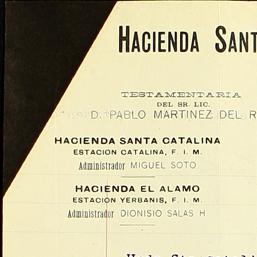 HACIENDA SANT
TESTAMENTARIA
DEL SR. LIC.
D. PABLO MARTINEZ DEL R
HACIENDA SANTA CATALINA
ESTACION CATALINA, F. I. M.
Administrador MIGUEL SOTO
HACIENDA EL ALAMO
ESTACION YERBANIS, F. I. M.
Administrador DIONISIO SALAS H